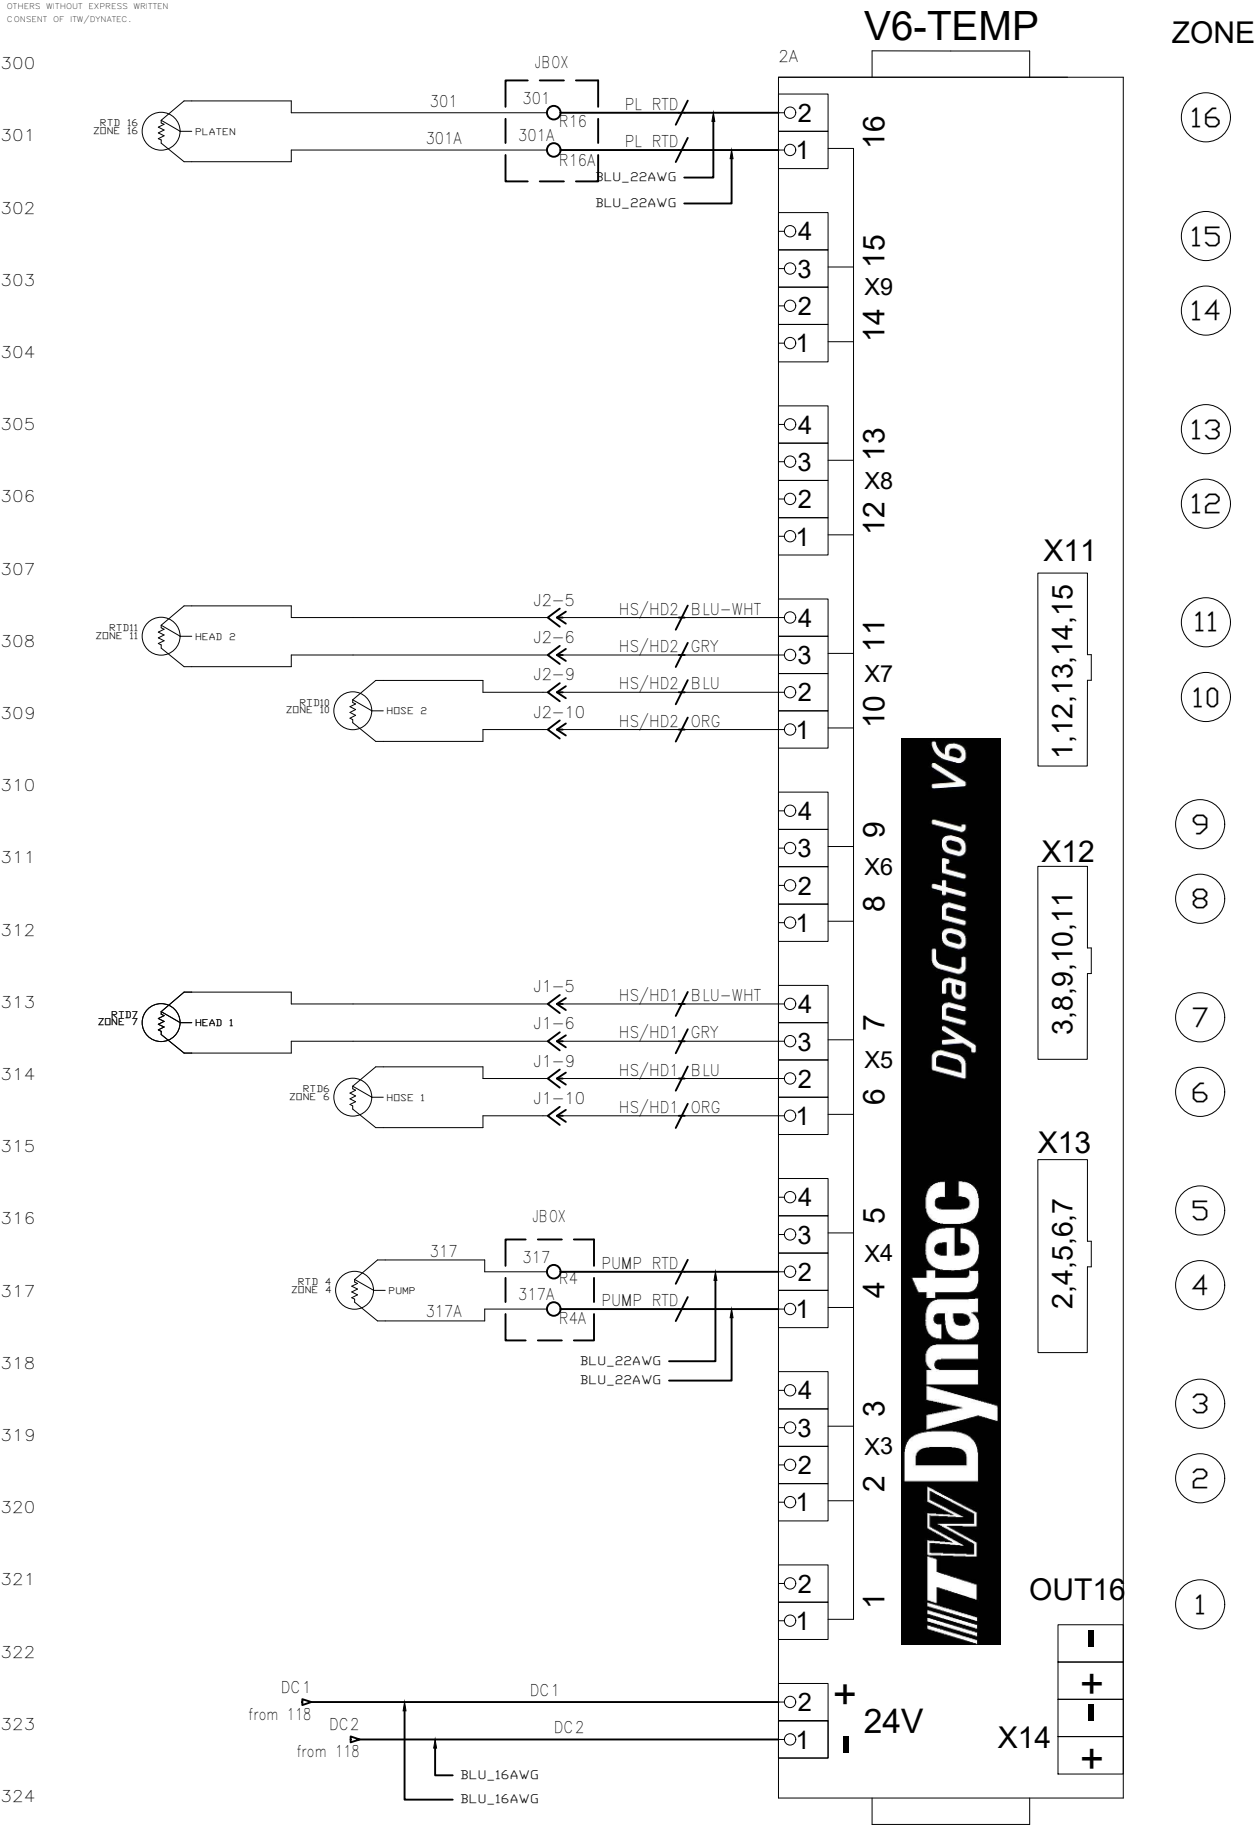 OTHERS WITHOUT EXPRESS WRITTEN
CONSENT OF ITW/DYNATEC.
V6-TEMP
ZONE
300
JBOX
2A
301
301
PL RTD
2
16
16
RTD 16
ZONE 16
PLATEN
R16
301
301A
301A
PL RTD
1
R16A
BLU_22AWG
BLU_22AWG
302
4
15
15
303
3
X9
2
14
14
304
1
305
4
13
13
3
X8
306
2
12
12
1
X11
1,12,13,14,15
307
J2-5
HS/HD2
BLU-WHT
4
11
11
RTD11
ZONE 11
HEAD 2
308
J2-6
HS/HD2
GRY
3
X7
J2-9
HS/HD2
BLU
2
10
10
RTD10
ZONE 10
HOSE 2
309
J2-10
HS/HD2
ORG
1
DynaControl V6
310
4
9
9
311
3
X6
X12
3,8,9,10,11
2
8
8
312
1
313
J1-5
HS/HD1
BLU-WHT
4
7
7
RTD7
ZONE 7
HEAD 1
J1-6
HS/HD1
GRY
3
X5
314
J1-9
HS/HD1
BLU
2
6
6
RTD6
ZONE 6
HOSE 1
J1-10
HS/HD1
ORG
1
315
X13
2,4,5,6,7
4
5
5
316
JBOX
3
X4
317
317
PUMP RTD
2
4
4
RTD 4
ZONE 4
PUMP
R4
317
317A
317A
PUMP RTD
1
R4A
318
BLU_22AWG
BLU_22AWG
4
3
3
319
3
X3
2
2
2
320
1
ITW Dynatec
321
2
1
OUT16
1
1
322
-
+
-
+
X14
DC1
from 118
DC1
2
+
24V
323
DC2
from 118
DC2
1
-
BLU_16AWG
BLU_16AWG
324